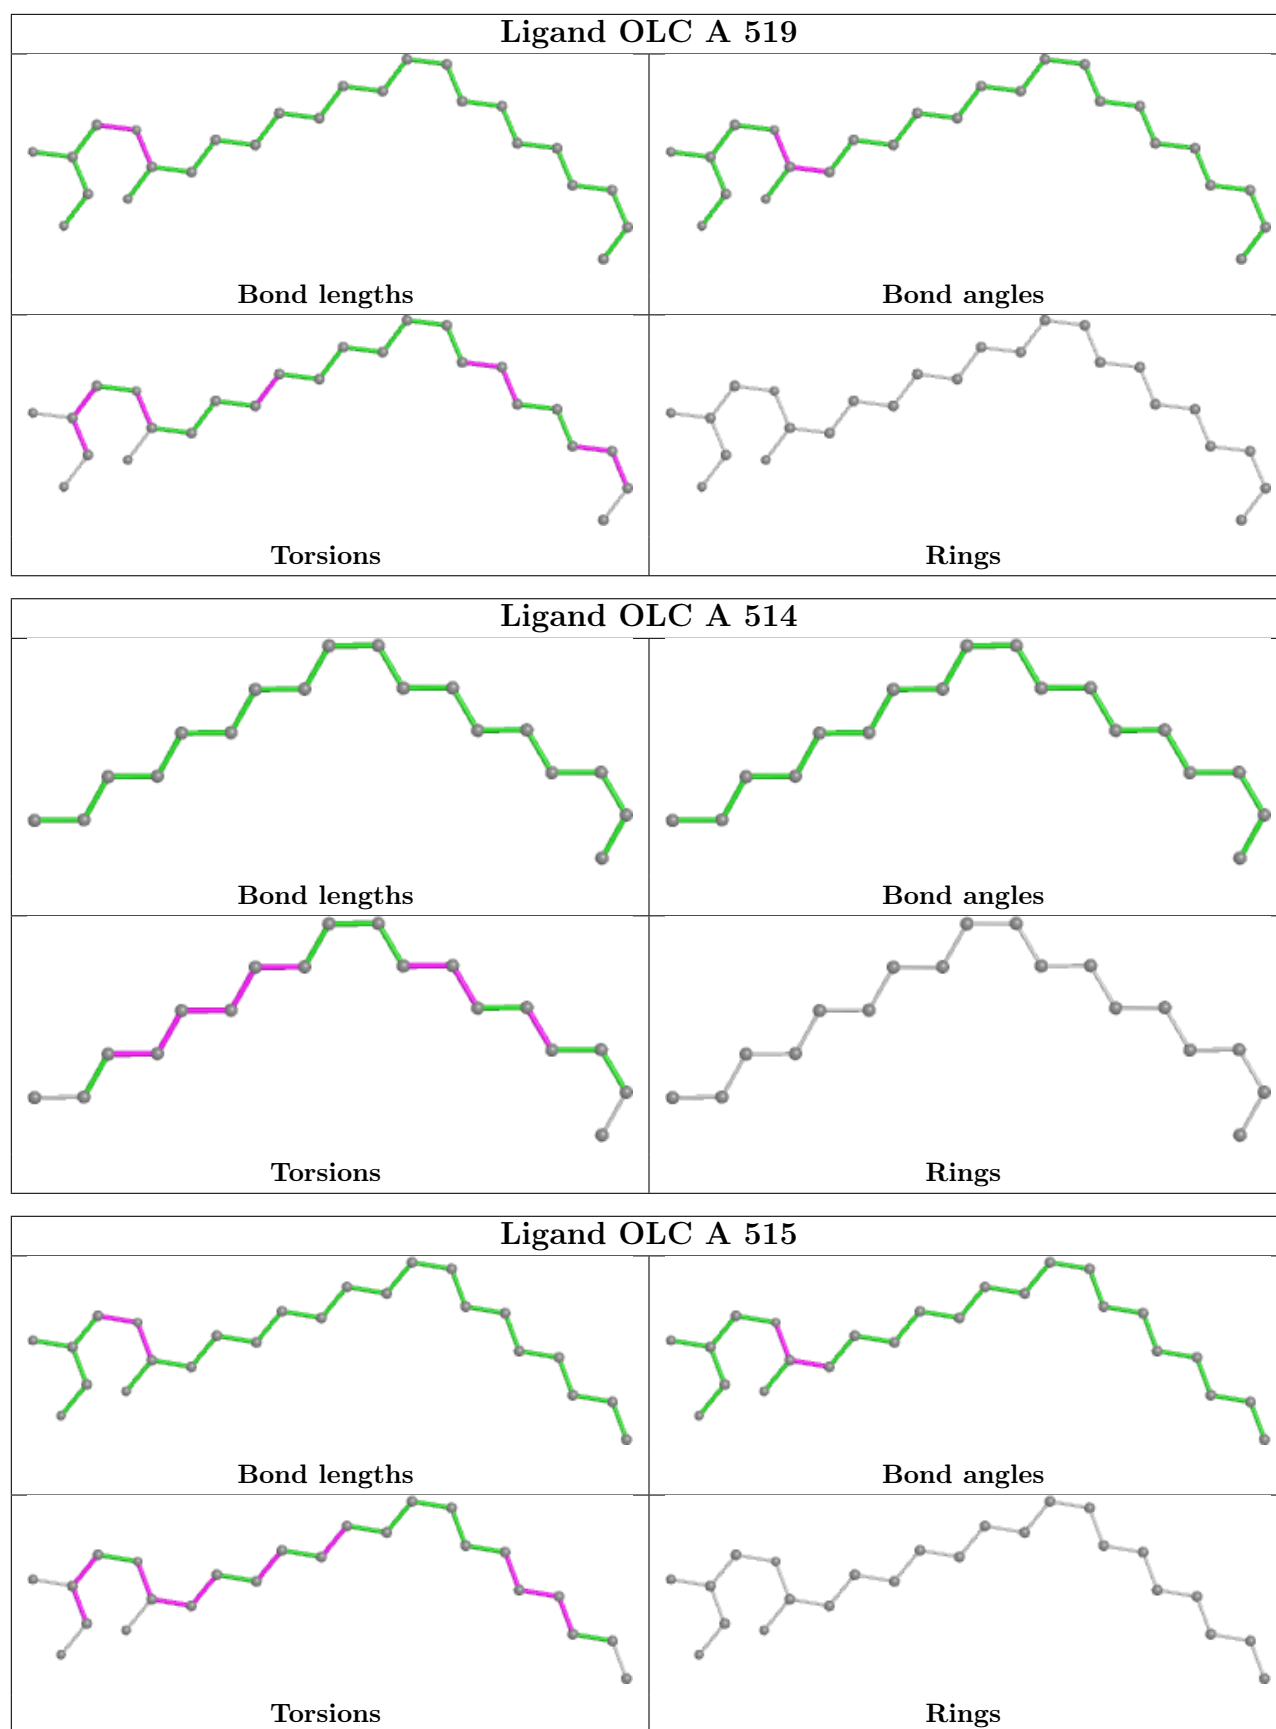 Ligand OLC A 519
Bond lengths
Bond angles
Torsions
Rings
Ligand OLC A 514
Bond lengths
Bond angles
Torsions
Rings
Ligand OLC A 515
Bond lengths
Bond angles
Torsions
Rings